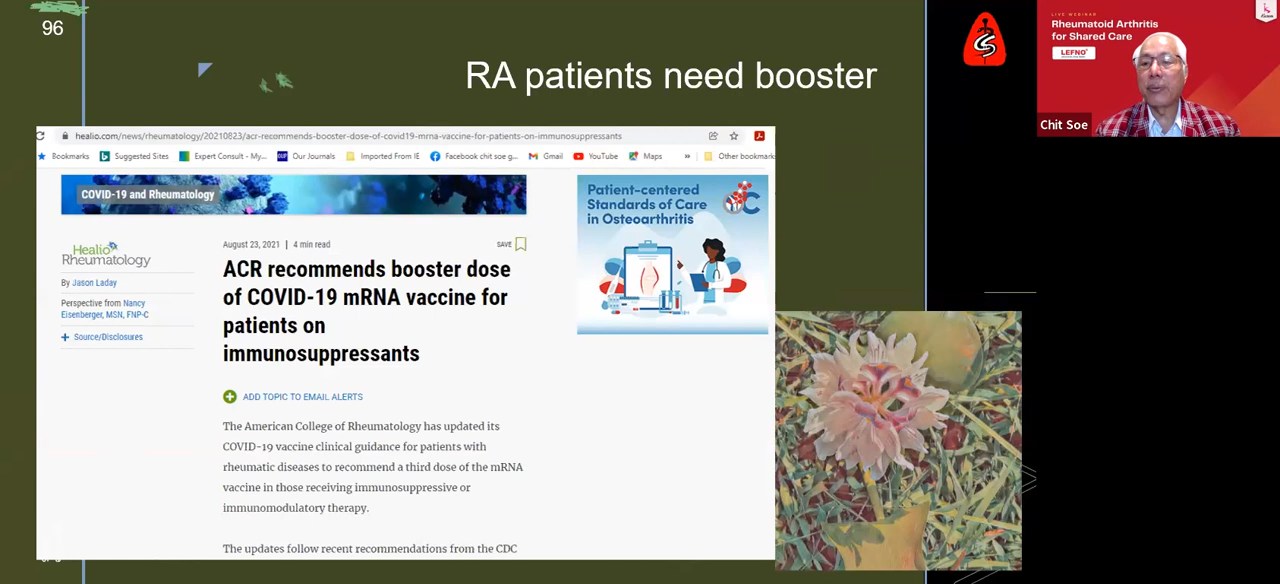 96
RA patients need booster
healio.com/news/rheumatology/20210823/acr-recommends-booster-dose-of-covid19-mrna-vaccine-for-patients-on-immunosuppressants
Bookmarks
Suggested Sites
Expert Consult - My...
OUP
Our Journals
Imported From IE
Facebook chit soe g...
Gmail
YouTube
Maps
»
Other bookmark
COVID-19 and Rheumatology
Healio
Rheumatology
By Jason Laday
Perspective from Nancy
Eisenberger, MSN, FNP-C
+ Source/Disclosures
August 23, 2021 | 4 min read
SAVE
ACR recommends booster dose
of COVID-19 mRNA vaccine for
patients on
immunosuppressants
ADD TOPIC TO EMAIL ALERTS
The American College of Rheumatology has updated its
COVID-19 vaccine clinical guidance for patients with
rheumatic diseases to recommend a third dose of the mRNA
vaccine in those receiving immunosuppressive or
immunomodulatory therapy.
The updates follow recent recommendations from the CDC
Patient-centered
Standards of Care
in Osteoarthritis
LIVE WEBINAR
Rheumatoid Arthritis
for Shared Care
LEFNO
Chit Soe